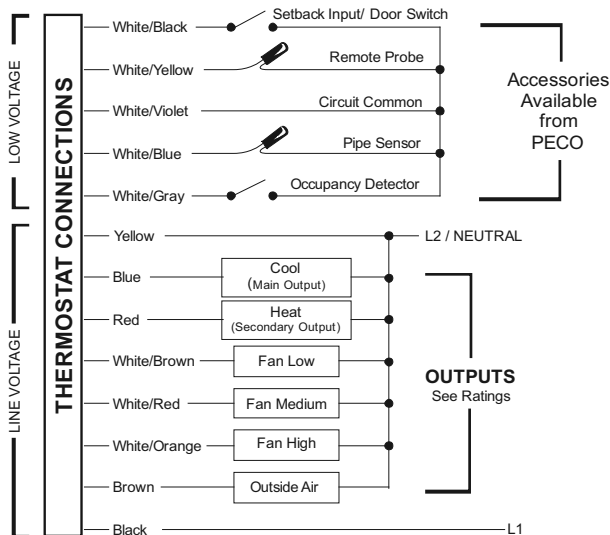 LOW VOLTAGE
LINE VOLTAGE
THERMOSTAT CONNECTIONS
White/Black
Setback Input/ Door Switch
White/Yellow
Remote Probe
White/Violet
Circuit Common
White/Blue
Pipe Sensor
White/Gray
Occupancy Detector
Accessories
Available
from
PECO
Yellow
L2 / NEUTRAL
Blue
Cool
(Main Output)
Red
Heat
(Secondary Output)
White/Brown
Fan Low
White/Red
Fan Medium
White/Orange
Fan High
Brown
Outside Air
OUTPUTS
See Ratings
Black
L1